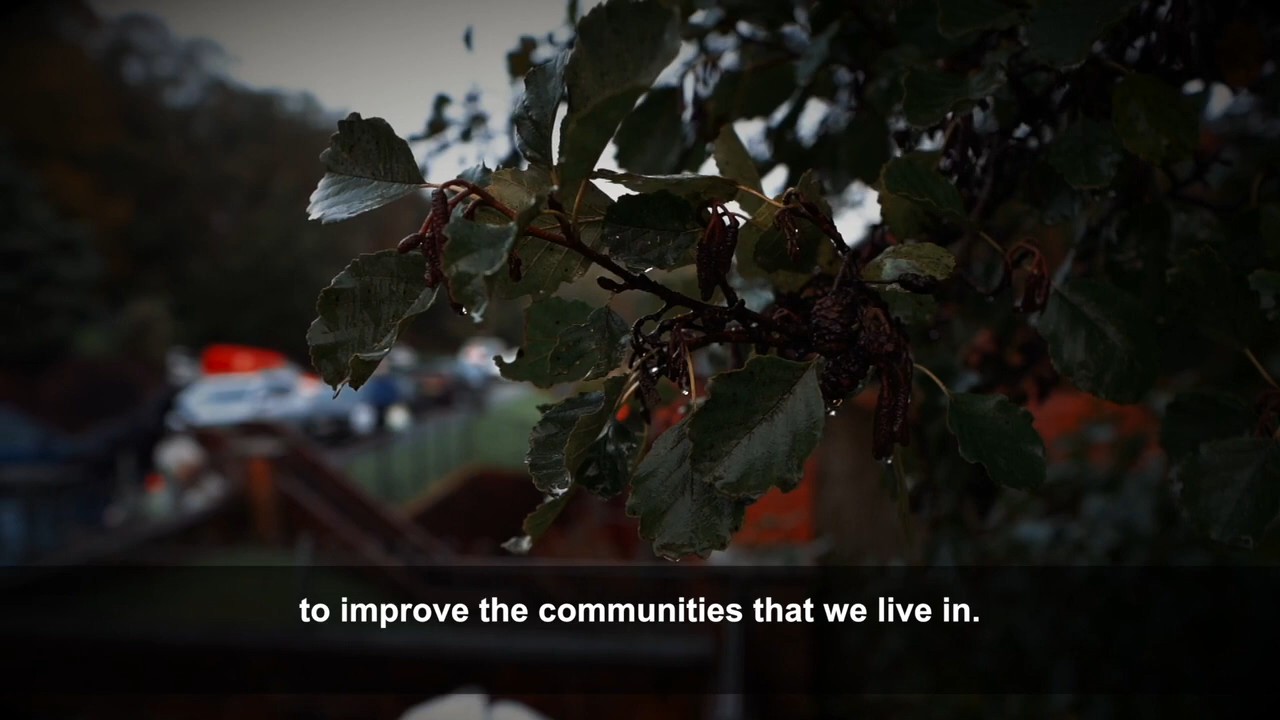 to improve the communities that we live in.